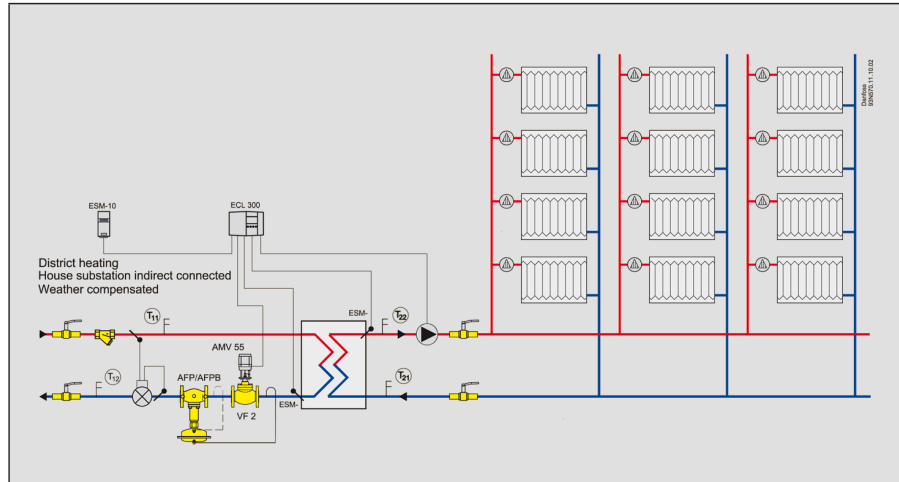 Danfoss
93N570.11.10.02
ESM-10
ECL 300
District heating
House substation indirect connected
Weather compensated
T11
ESM-
T22
AMV 55
T12
AFP/AFPB
T21
ESM-
VF 2